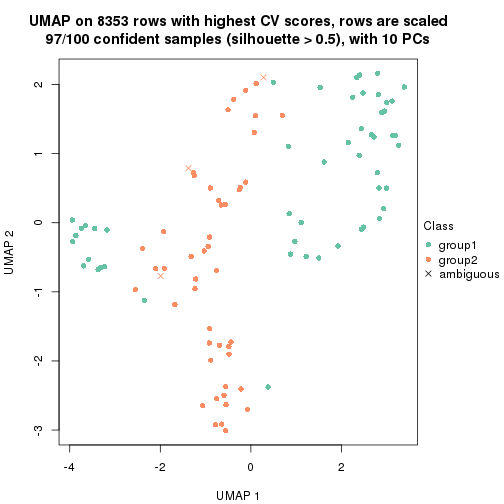 UMAP on 8353 rows with highest CV scores, rows are scaled
97/100 confident samples (silhouette > 0.5), with 10 PCs
2
1
0
-1
-2
-3
UMAP 2
-4
-2
0
2
UMAP 1
Class
group1
group2
ambiguous